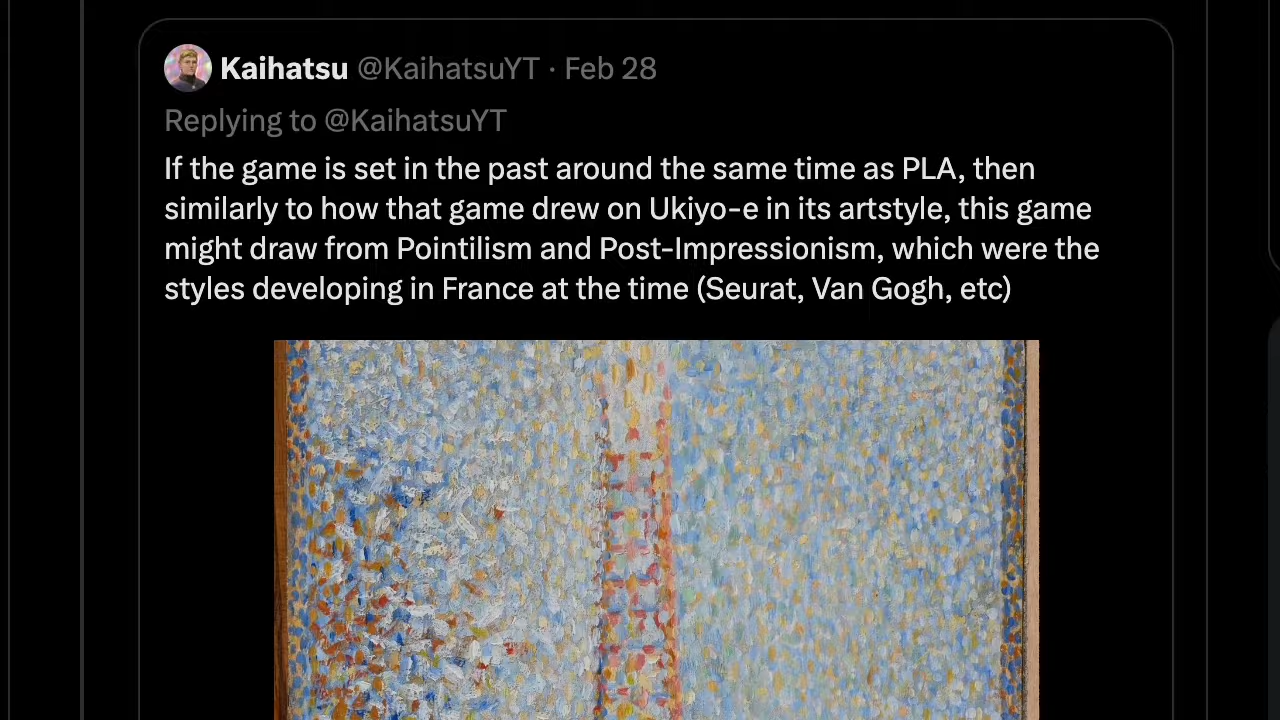 Kaihatsu @KaihatsuYT · Feb 28
Replying to @KaihatsuYT
If the game is set in the past around the same time as PLA, then
similarly to how that game drew on Ukiyo-e in its artstyle, this game
might draw from Pointilism and Post-Impressionism, which were the
styles developing in France at the time (Seurat, Van Gogh, etc)